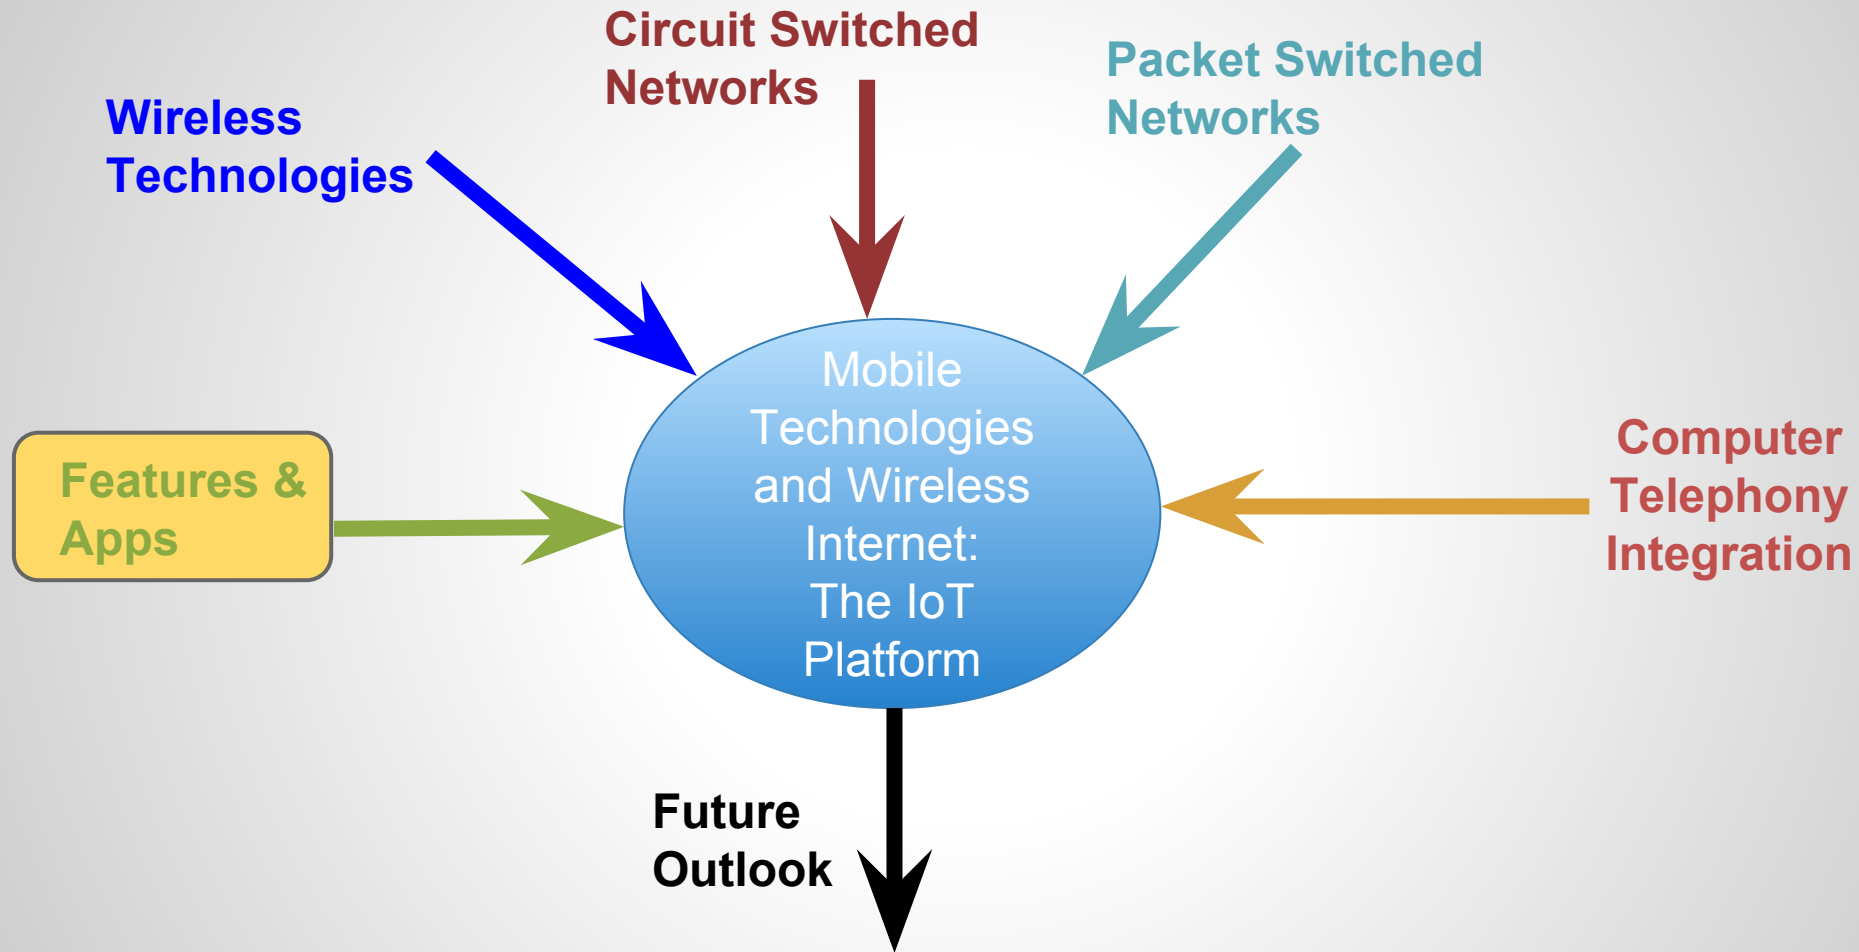 Circuit Switched
Networks
Packet Switched
Networks
Wireless
Technologies
Mobile
Technologies
and Wireless
Internet:
The IoT
Platform
Features &
Apps
Computer
Telephony
Integration
Future
Outlook